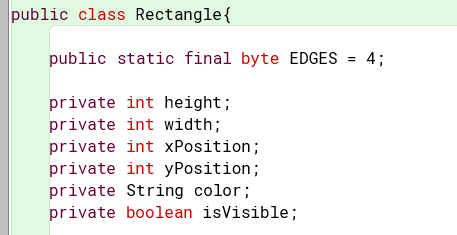 public class Rectangle{
public static final byte EDGES = 4;
private int height;
private int width;
private int xPosition;
private int yPosition;
private String color;
private boolean isVisible;